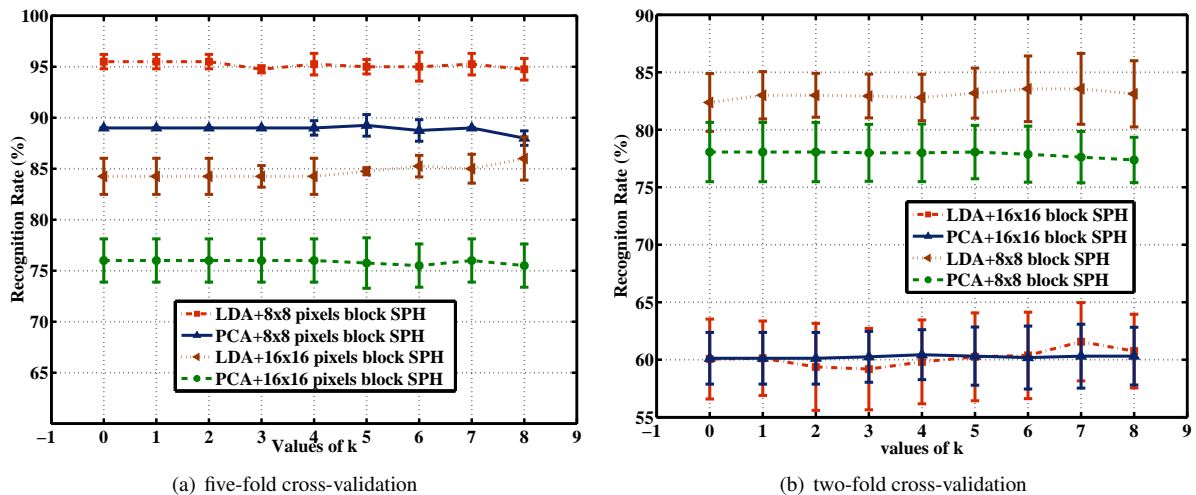 100
95
90
85
80
75
70
65
−1
0
1
2
3
4
5
6
7
8
9
Recognition Rate (%)
Values of k
LDA+8x8 pixels block SPH
PCA+8x8 pixels block SPH
LDA+16x16 pixels block SPH
PCA+16x16 pixels block SPH
(a) five-fold cross-validation
90
85
80
75
70
65
60
55
−1
0
1
2
3
4
5
6
7
8
9
Recogniton Rate (%)
values of k
LDA+16x16 block SPH
PCA+16x16 block SPH
LDA+8x8 block SPH
PCA+8x8 block SPH
(b) two-fold cross-validation